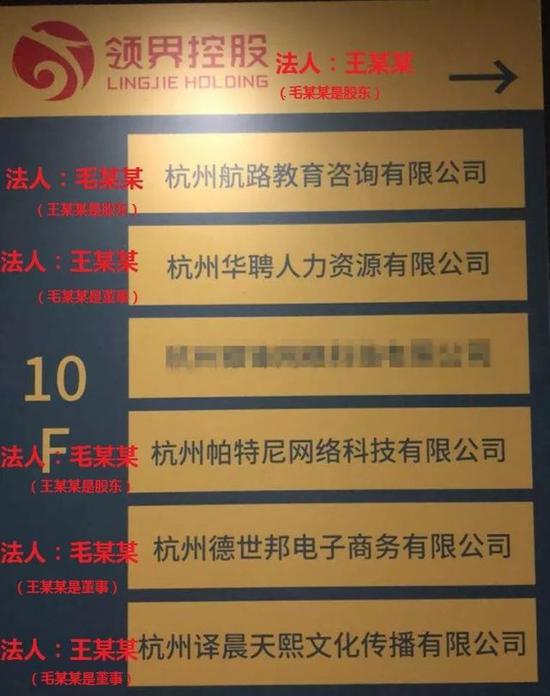 领界控股
LINGJIE HOLDING
法人：王某某
（毛某某是股东）
法人：毛某某
（王某某是股东）
杭州航路教育咨询有限公司
法人：王某某
（毛某某是董事）
杭州华聘人力资源有限公司
10
F
法人：毛某某
（王某某是股东）
杭州帕特尼网络科技有限公司
法人：毛某某
（王某某是董事）
杭州德世邦电子商务有限公司
法人：王某某
（毛某某是董事）
杭州译晨天熙文化传播有限公司